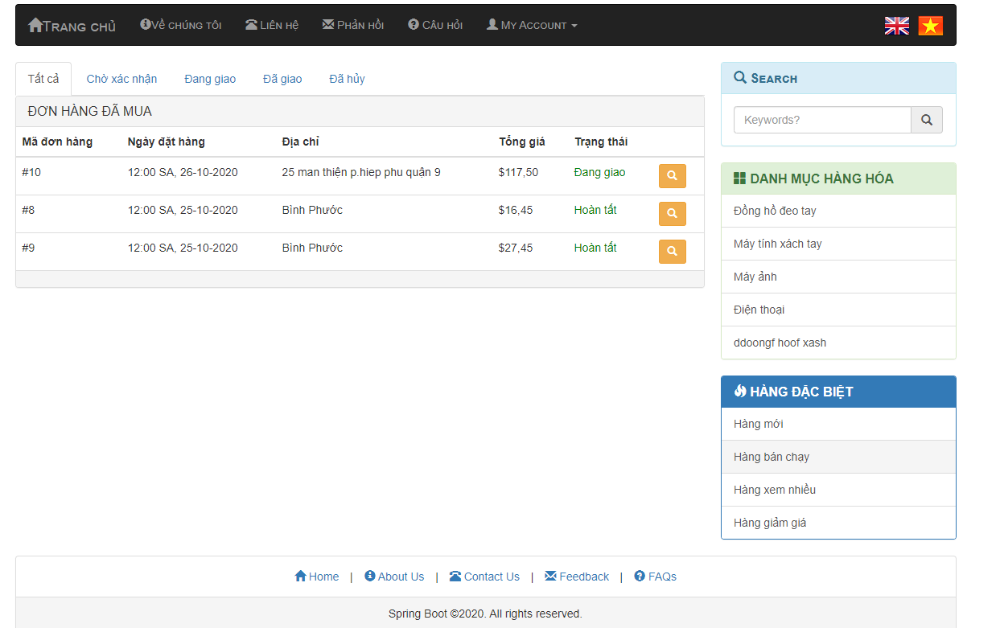 Trang chủ Về chúng tôi Liên hệ Phản hồi Câu hỏi My Account
Tất cả Chờ xác nhận Đang giao Đã giao Đã hủy
ĐƠN HÀNG ĐÃ MUA
Mã đơn hàng Ngày đặt hàng Địa chỉ Tổng giá Trạng thái
#10 12:00 SA, 26-10-2020 25 man thiện p.hiep phu quận 9 $117,50 Đang giao
#8 12:00 SA, 25-10-2020 Bình Phước $16,45 Hoàn tất
#9 12:00 SA, 25-10-2020 Bình Phước $27,45 Hoàn tất
Search
Keywords?
DANH MỤC HÀNG HÓA
Đồng hồ đeo tay
Máy tính xách tay
Máy ảnh
Điện thoại
ddoongf hoof xash
HÀNG ĐẶC BIỆT
Hàng mới
Hàng bán chạy
Hàng xem nhiều
Hàng giảm giá
Home | About Us | Contact Us | Feedback | FAQs
Spring Boot ©2020. All rights reserved.